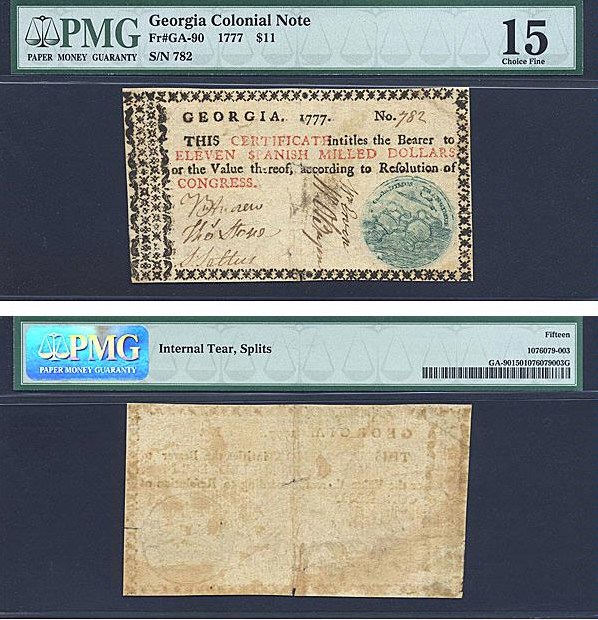 PMG
PAPER MONEY GUARANTY
Georgia Colonial Note
Fr#GA-90 1777 $11
S/N 782
15
Choice Fine
GEORGIA. 1777. No. 782
THIS CERTIFICATE intitles the Bearer to
ELEVEN SPANISH MILLED DOLLARS
or the Value thereof, according to Resolution of
CONGRESS.
PMG
PAPER MONEY GUARANTY
Internal Tear, Splits
Fifteen
1076079-003
GA-901501076079003G